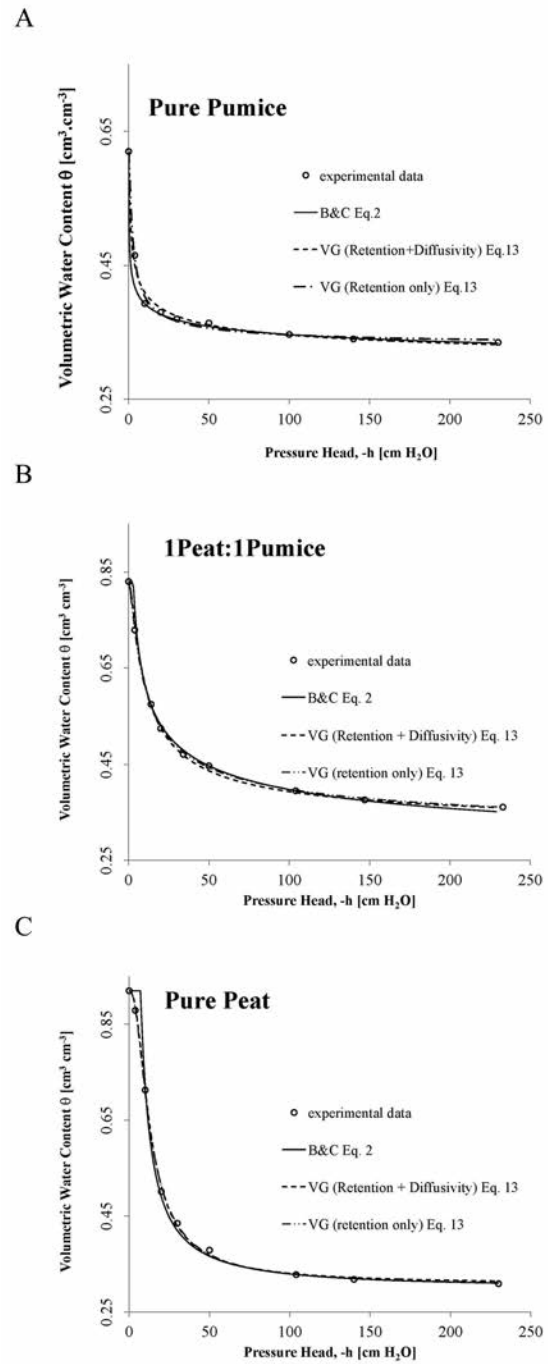 A
Pure Pumice
Volumetric Water Content θ [cm³.cm⁻³]
0.65
0.45
0.25
experimental data
B&C Eq.2
VG (Retention+Diffusivity) Eq.13
VG (Retention only) Eq.13
0 50 100 150 200 250
Pressure Head, -h [cm H₂O]
B
1Peat:1Pumice
Volumetric Water Content θ [cm³ cm⁻³]
0.85
0.65
0.45
0.25
experimental data
B&C Eq. 2
VG (Retention + Diffusivity) Eq. 13
VG (retention only) Eq. 13
0 50 100 150 200 250
Pressure Head, -h [cm H₂O]
C
Pure Peat
Volumetric Water Content θ [cm³ cm⁻³]
0.85
0.65
0.45
0.25
experimental data
B&C Eq. 2
VG (Retention + Diffusivity) Eq. 13
VG (retention only) Eq. 13
0 50 100 150 200 250
Pressure Head, -h [cm H₂O]